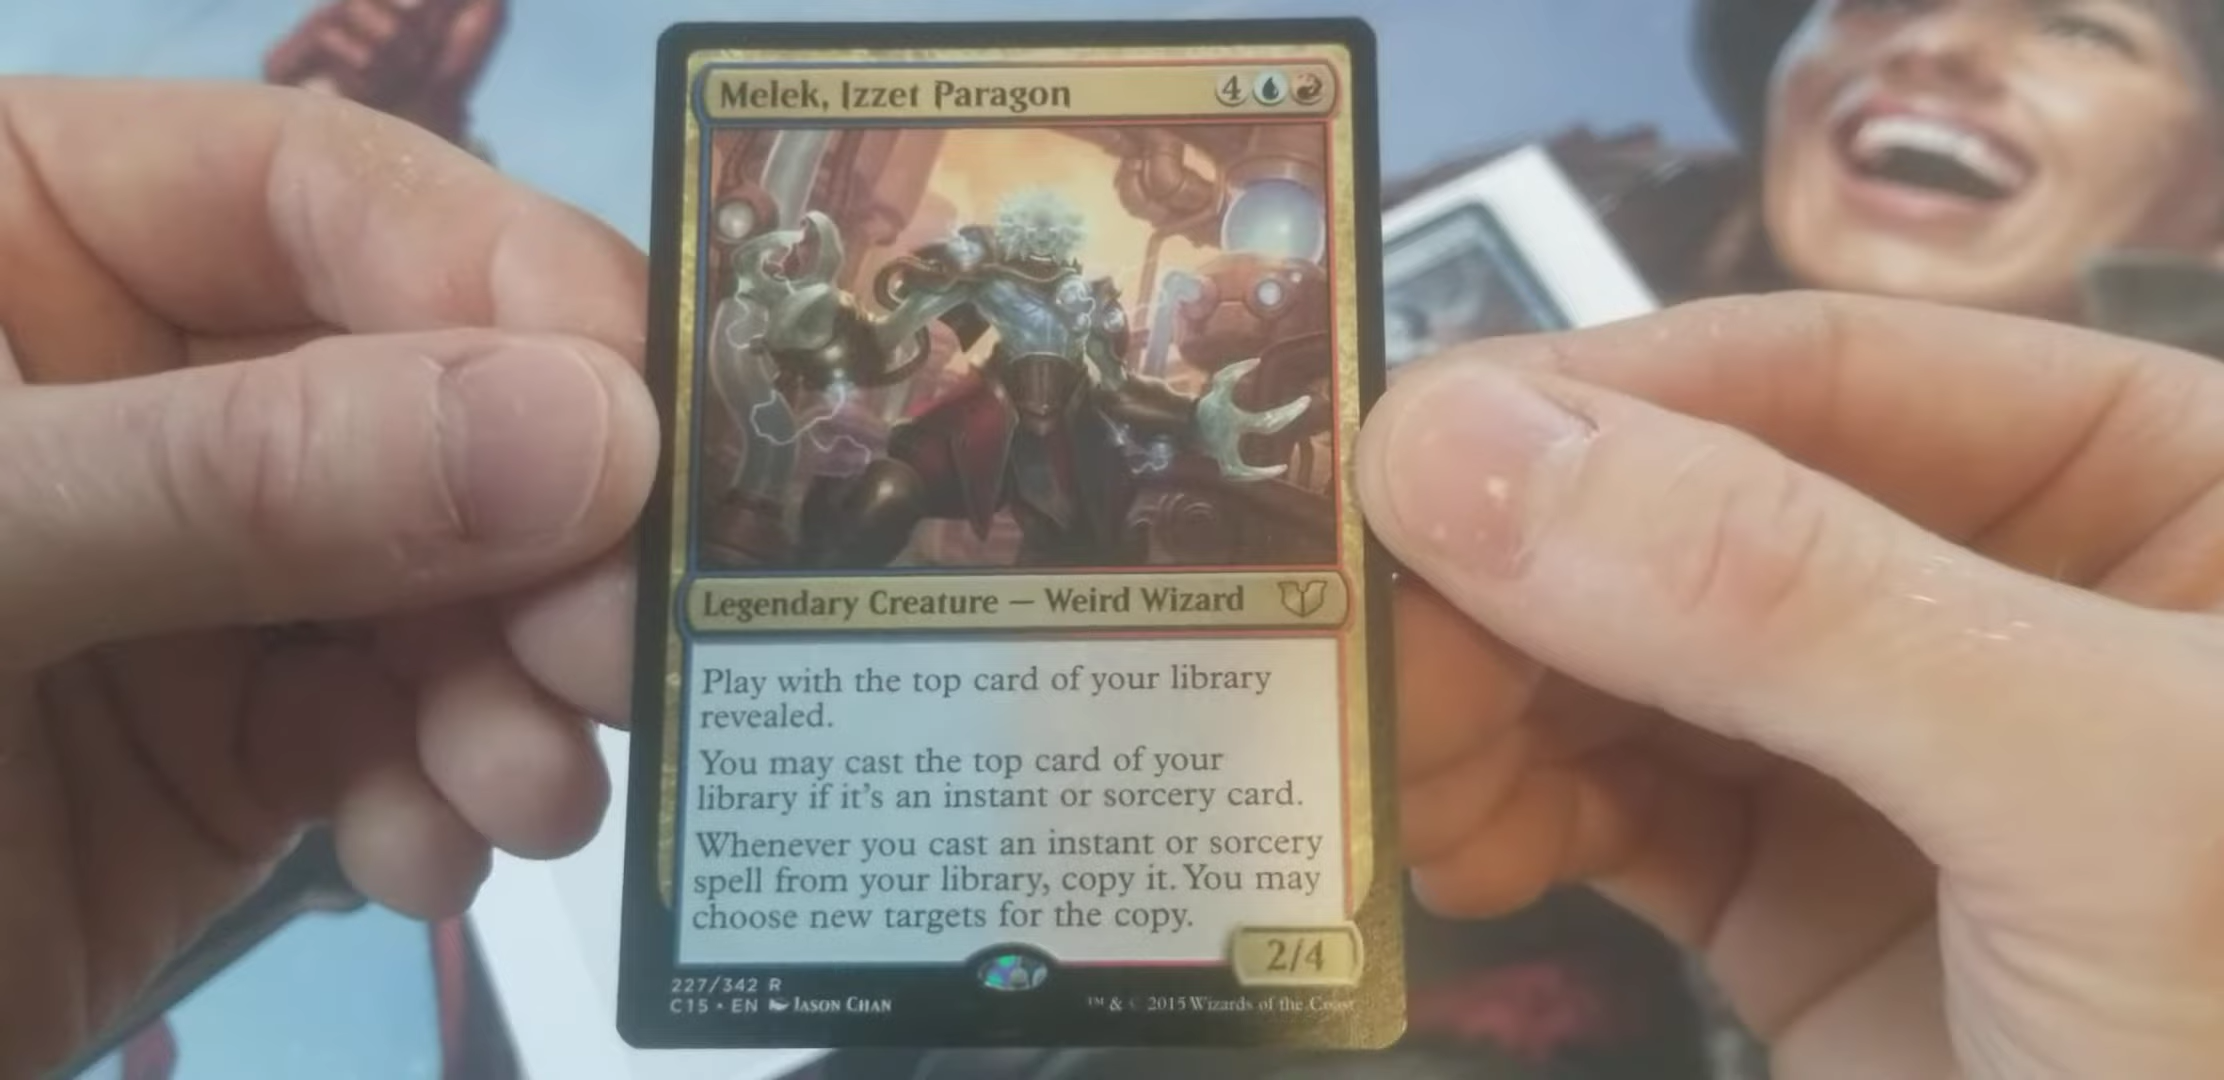 Melek, Izzet Paragon 4
Legendary Creature — Weird Wizard
Play with the top card of your library
revealed.
You may cast the top card of your
library if it's an instant or sorcery card.
Whenever you cast an instant or sorcery
spell from your library, copy it. You may
choose new targets for the copy.
2/4
227/342 R
C15 • EN Jason Chan
™ & © 2015 Wizards of the Coast